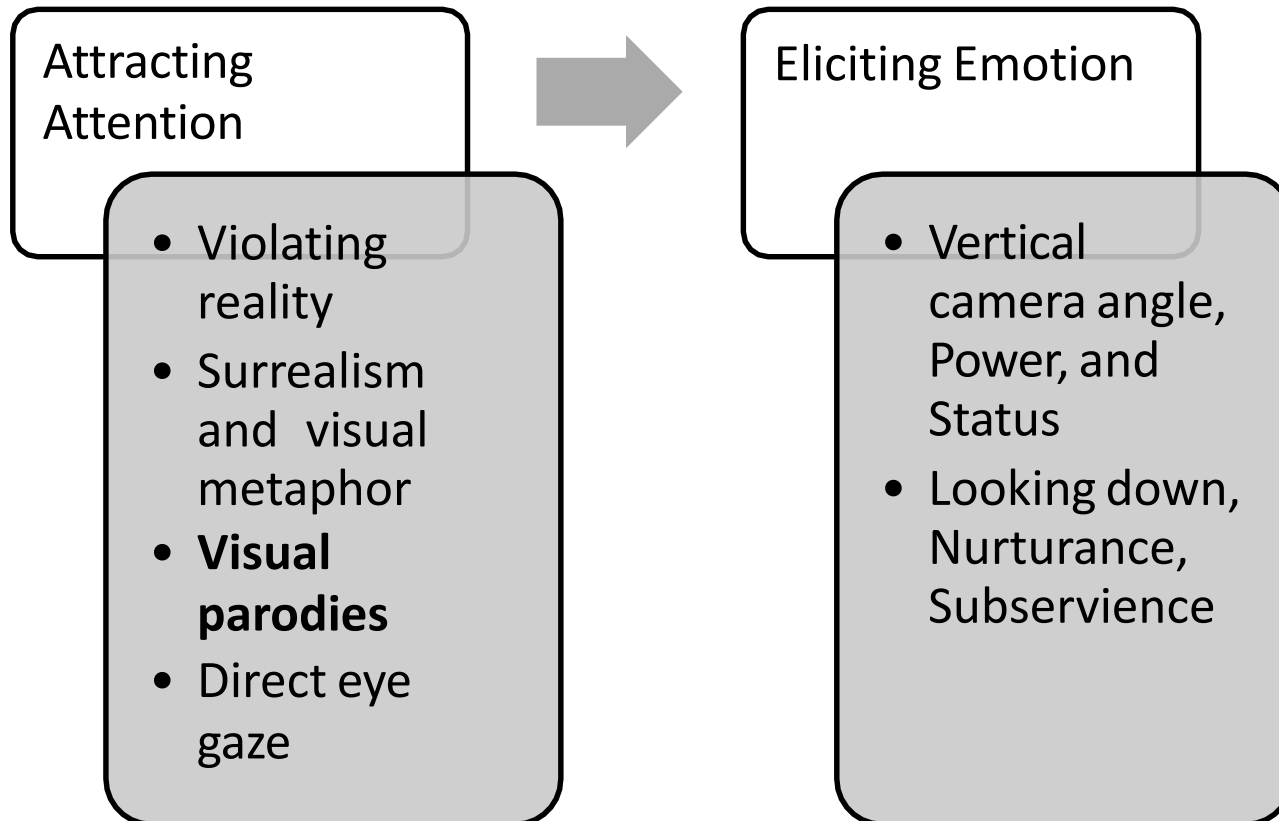 Attracting
Attention
• Violating
reality
• Surrealism
and visual
metaphor
• Visual
parodies
• Direct eye
gaze
Eliciting Emotion
• Vertical
camera angle,
Power, and
Status
• Looking down,
Nurturance,
Subservience